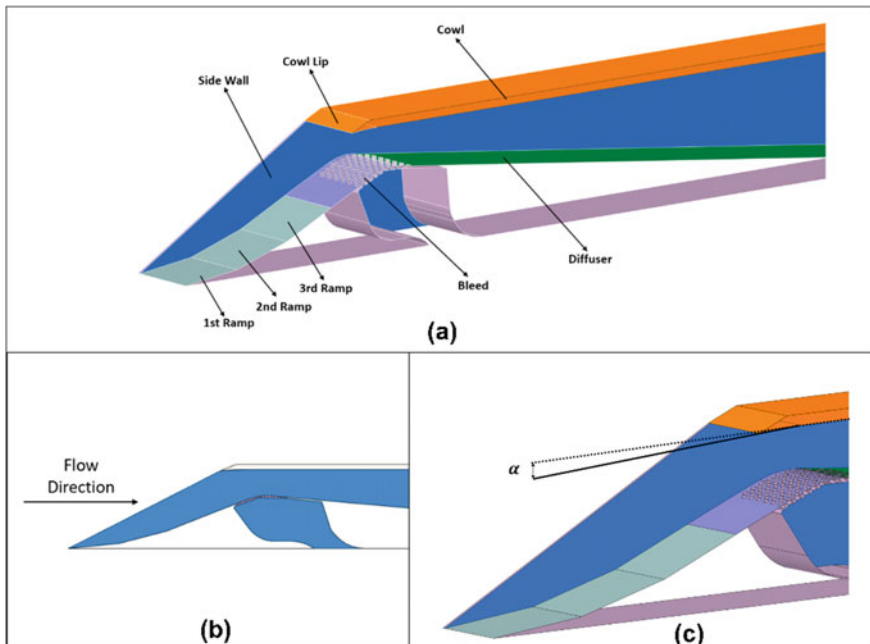 Cowl
Cowl Lip
Side Wall
Diffuser
Bleed
3rd Ramp
2nd Ramp
1st Ramp
(a)
Flow
Direction
(b)
α
(c)